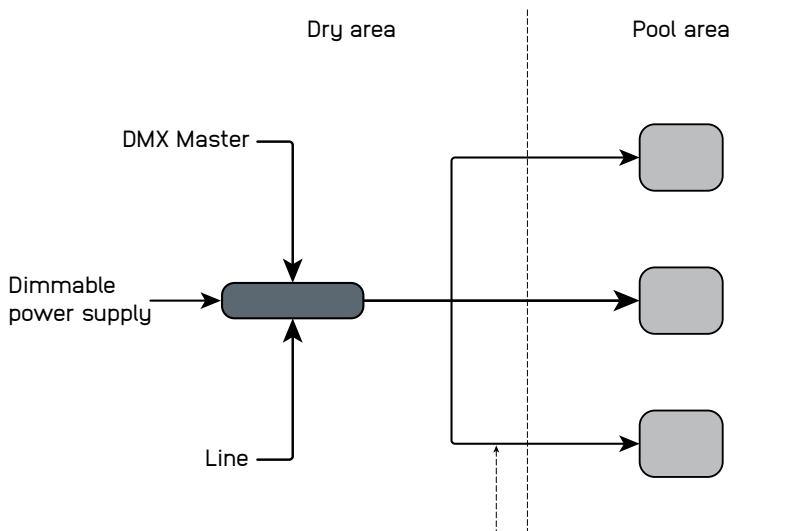 Dry area
Pool area
DMX Master
Dimmable
power supply
Line